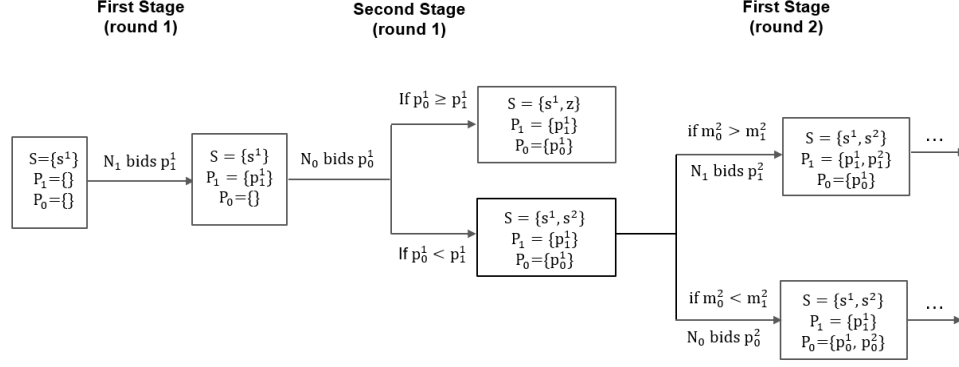 First Stage
(round 1)
Second Stage
(round 1)
First Stage
(round 2)
S={s¹}
P₁={}
P₀={}
N₁ bids p₁¹
S = {s¹}
P₁ = {p₁¹}
P₀={}
N₀ bids p₀¹
If p₀¹ ≥ p₁¹
S = {s¹, z}
P₁ = {p₁¹}
P₀={p₀¹}
If p₀¹ < p₁¹
S = {s¹, s²}
P₁ = {p₁¹}
P₀={p₀¹}
if m₀² > m₁²
N₁ bids p₁²
S = {s¹, s²}
P₁ = {p₁¹, p₁²}
P₀={p₀¹}
...
if m₀² < m₁²
N₀ bids p₀²
S = {s¹, s²}
P₁ = {p₁¹}
P₀={p₀¹, p₀²}
...